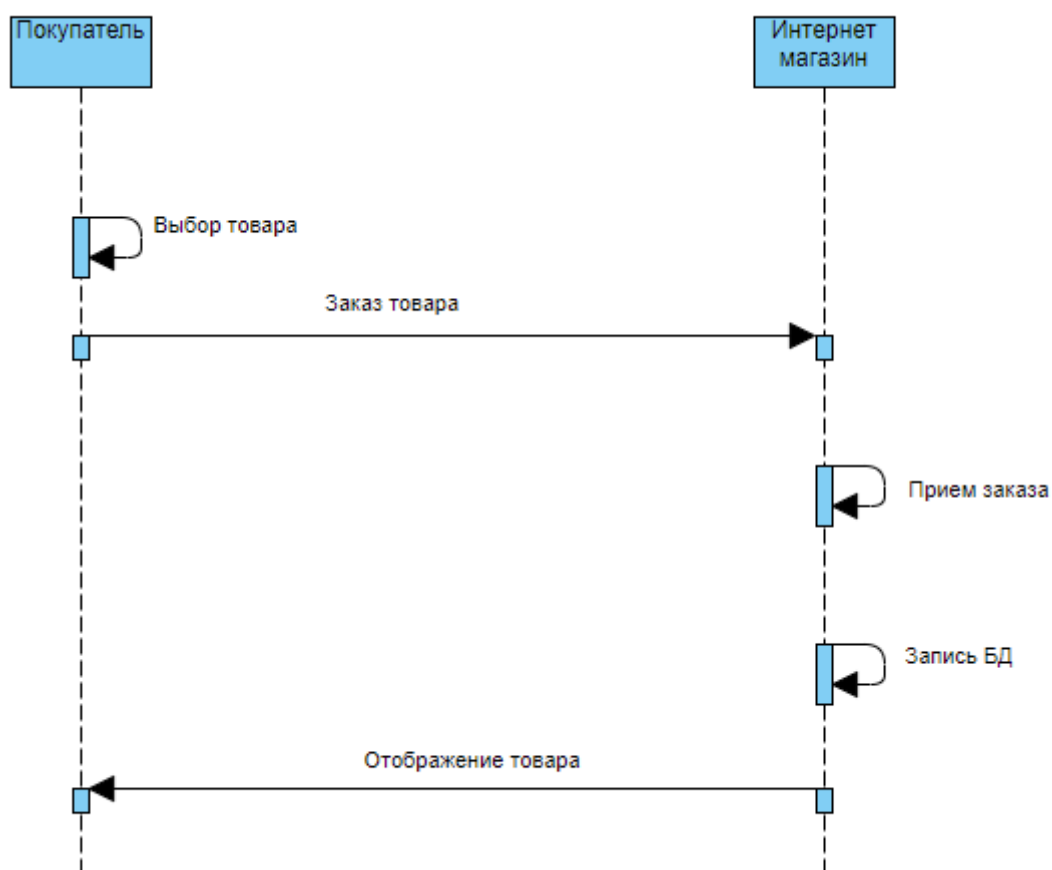 Покупатель
Интернет
магазин
Выбор товара
Заказ товара
Прием заказа
Запись БД
Отображение товара